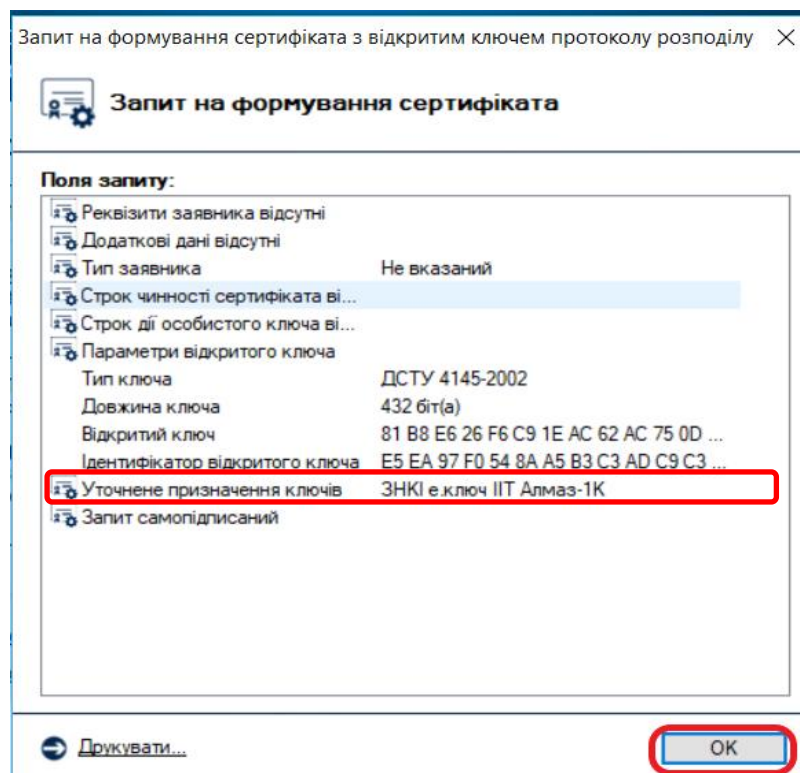 Запит на формування сертифіката з відкритим ключем протоколу розподілу
Запит на формування сертифіката
Поля запиту:
Реквізити заявника відсутні
Додаткові дані відсутні
Тип заявника Не вказаний
Строк чинності сертифіката ві...
Строк дії особистого ключа ві...
Параметри відкритого ключа
Тип ключа ДСТУ 4145-2002
Довжина ключа 432 біт(а)
Відкритий ключ 81 B8 E6 26 F6 C9 1E AC 62 AC 75 0D ...
Ідентифікатор відкритого ключа E5 EA 97 F0 54 8A A5 B3 C3 AD C9 C3 ...
Уточнене призначення ключів ЗНКІ е.ключ ІІТ Алмаз-1К
Запит самопідписаний
Друкувати...
OK